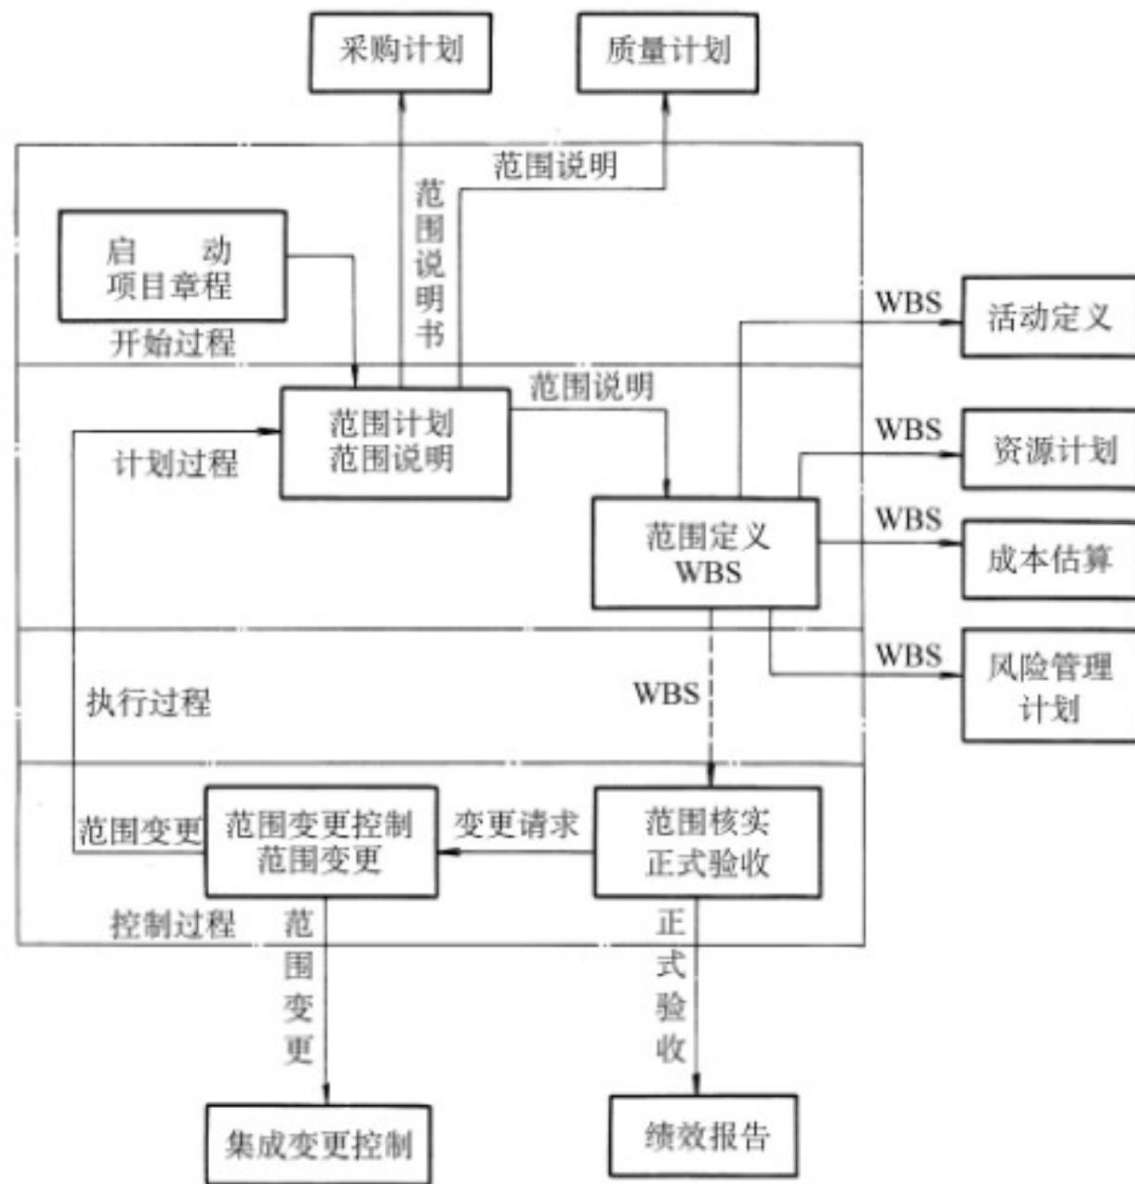 采购计划
质量计划
范围说明
范围说明书
启 动
项目章程
开始过程
WBS
活动定义
范围说明
范围计划
范围说明
计划过程
WBS
资源计划
WBS
成本估算
范围定义
WBS
WBS
风险管理
计划
WBS
执行过程
范围变更
范围变更控制
范围变更
变更请求
范围核实
正式验收
控制过程
范围变更
正式验收
集成变更控制
绩效报告